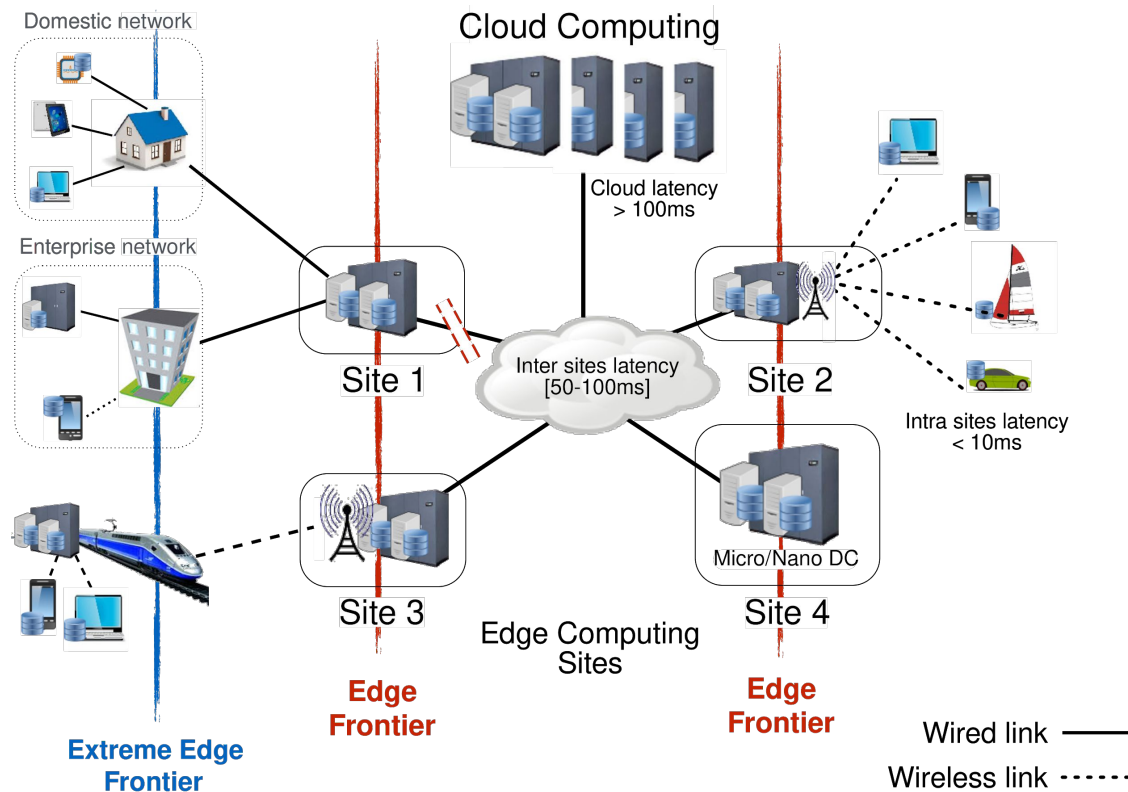 Domestic network
Cloud Computing
Cloud latency
> 100ms
Enterprise network
Inter sites latency
[50-100ms]
Site 1
Site 2
Intra sites latency
< 10ms
Micro/Nano DC
Site 3
Site 4
Edge Computing
Sites
Edge
Frontier
Edge
Frontier
Extreme Edge
Frontier
Wired link
Wireless link